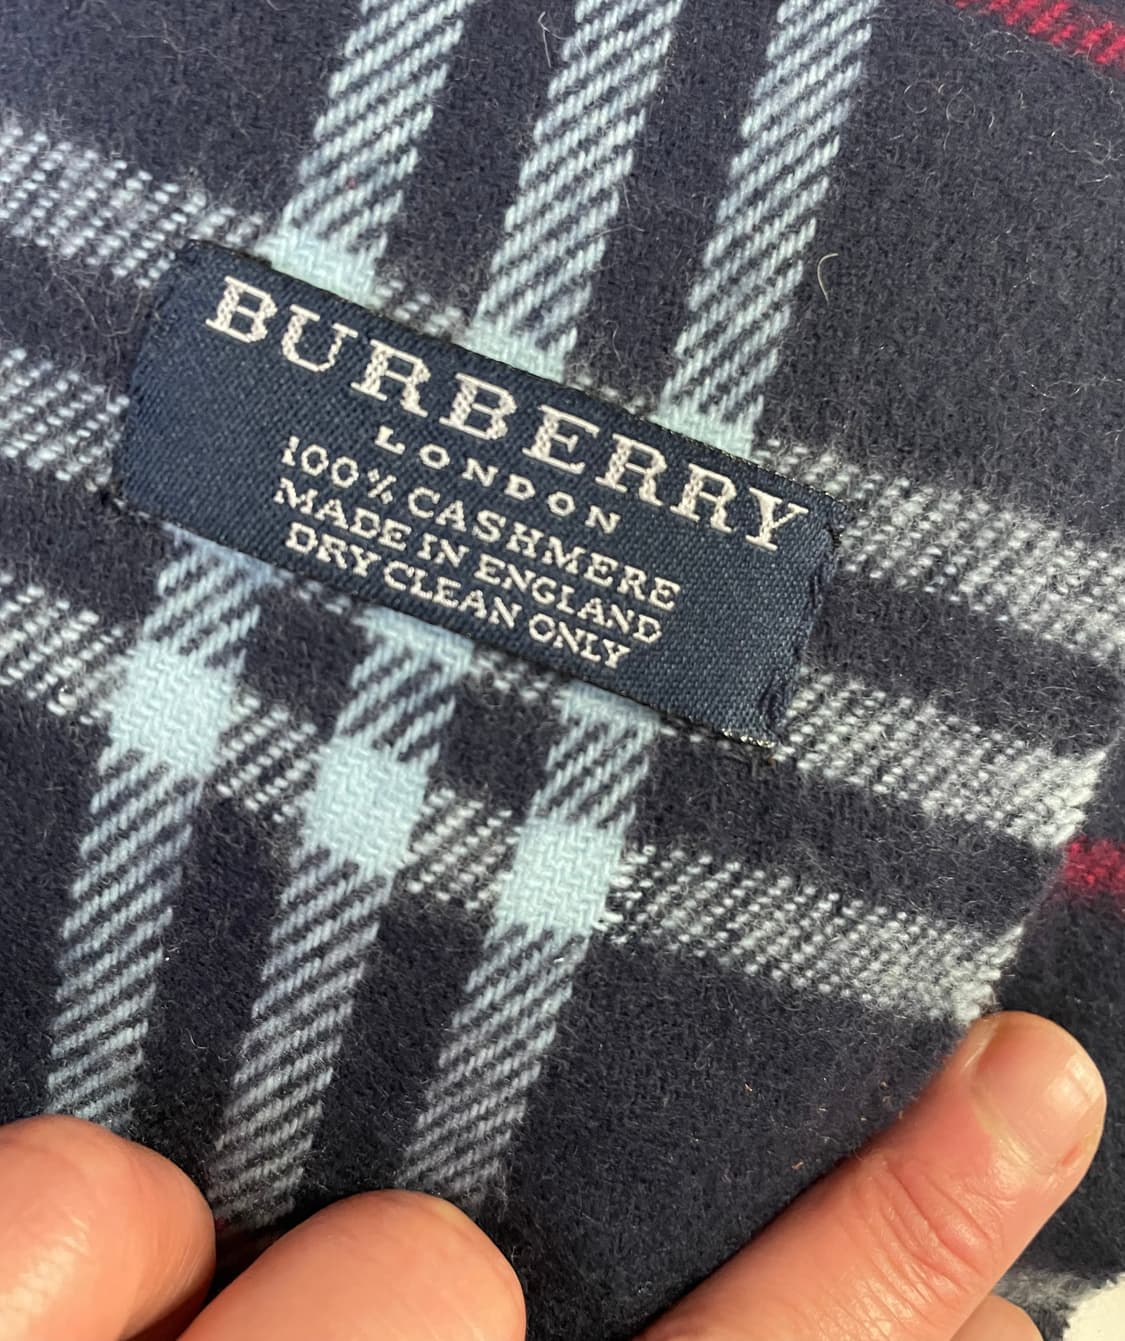 BURBERRY
LONDON
100% CASHMERE
MADE IN ENGLAND
DRY CLEAN ONLY